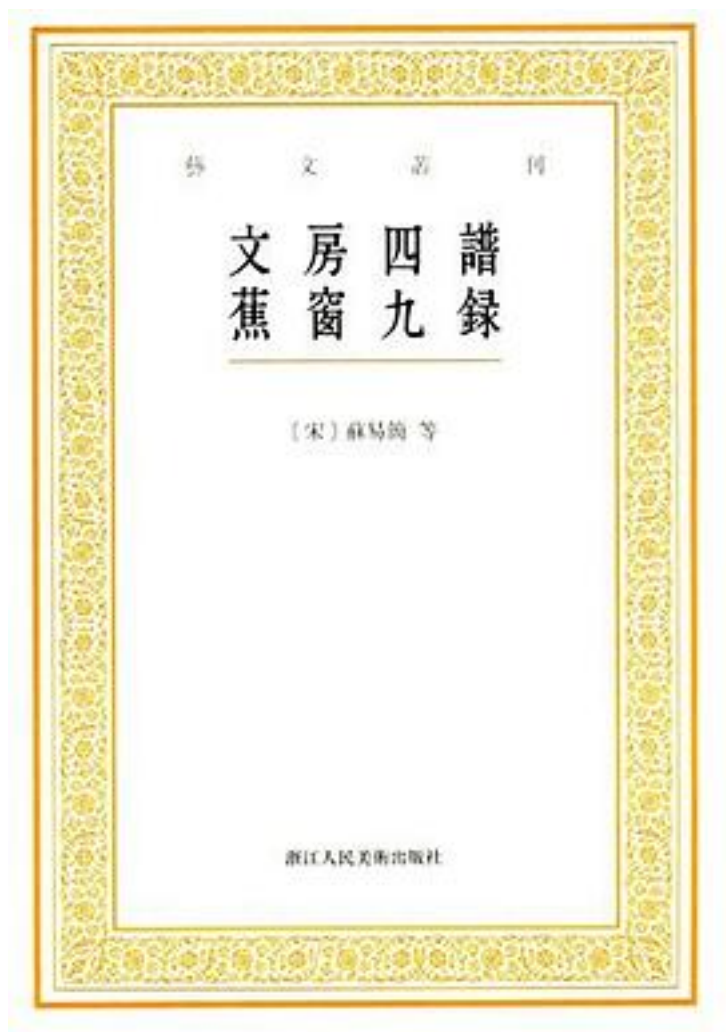 藝文叢刊
文房四譜
蕉窗九録
〔宋〕蘇易簡 等
浙江人民美術出版社